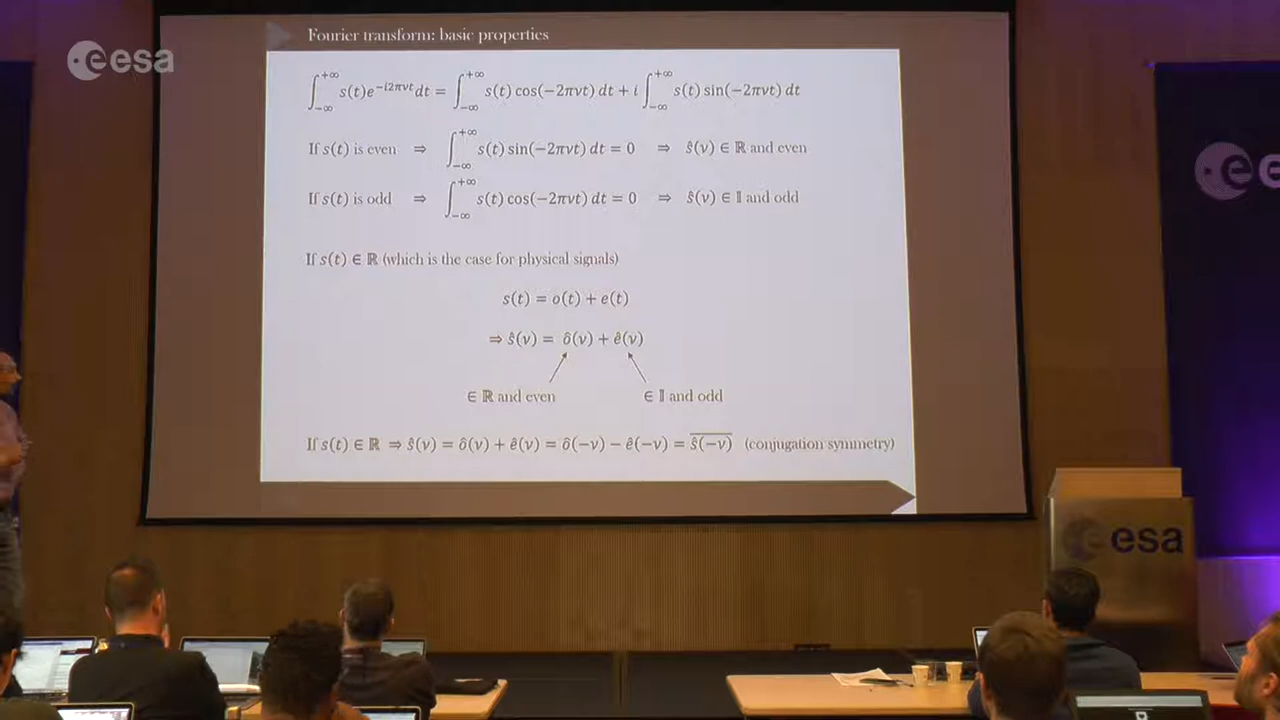 esa
Fourier transform: basic properties
∫_{−∞}^{+∞} s(t)e^{−i2πνt}dt = ∫_{−∞}^{+∞} s(t) cos(−2πνt) dt + i ∫_{−∞}^{+∞} s(t) sin(−2πνt) dt
If s(t) is even ⇒ ∫_{−∞}^{+∞} s(t) sin(−2πνt) dt = 0 ⇒ ŝ(ν) ∈ ℝ and even
If s(t) is odd ⇒ ∫_{−∞}^{+∞} s(t) cos(−2πνt) dt = 0 ⇒ ŝ(ν) ∈ 𝕀 and odd
If s(t) ∈ ℝ (which is the case for physical signals)
s(t) = o(t) + e(t)
⇒ ŝ(ν) = ô(ν) + ê(ν)
∈ ℝ and even ∈ 𝕀 and odd
If s(t) ∈ ℝ ⇒ ŝ(ν) = ô(ν) + ê(ν) = ô(−ν) − ê(−ν) = \overline{ŝ(−ν)} (conjugation symmetry)
esa